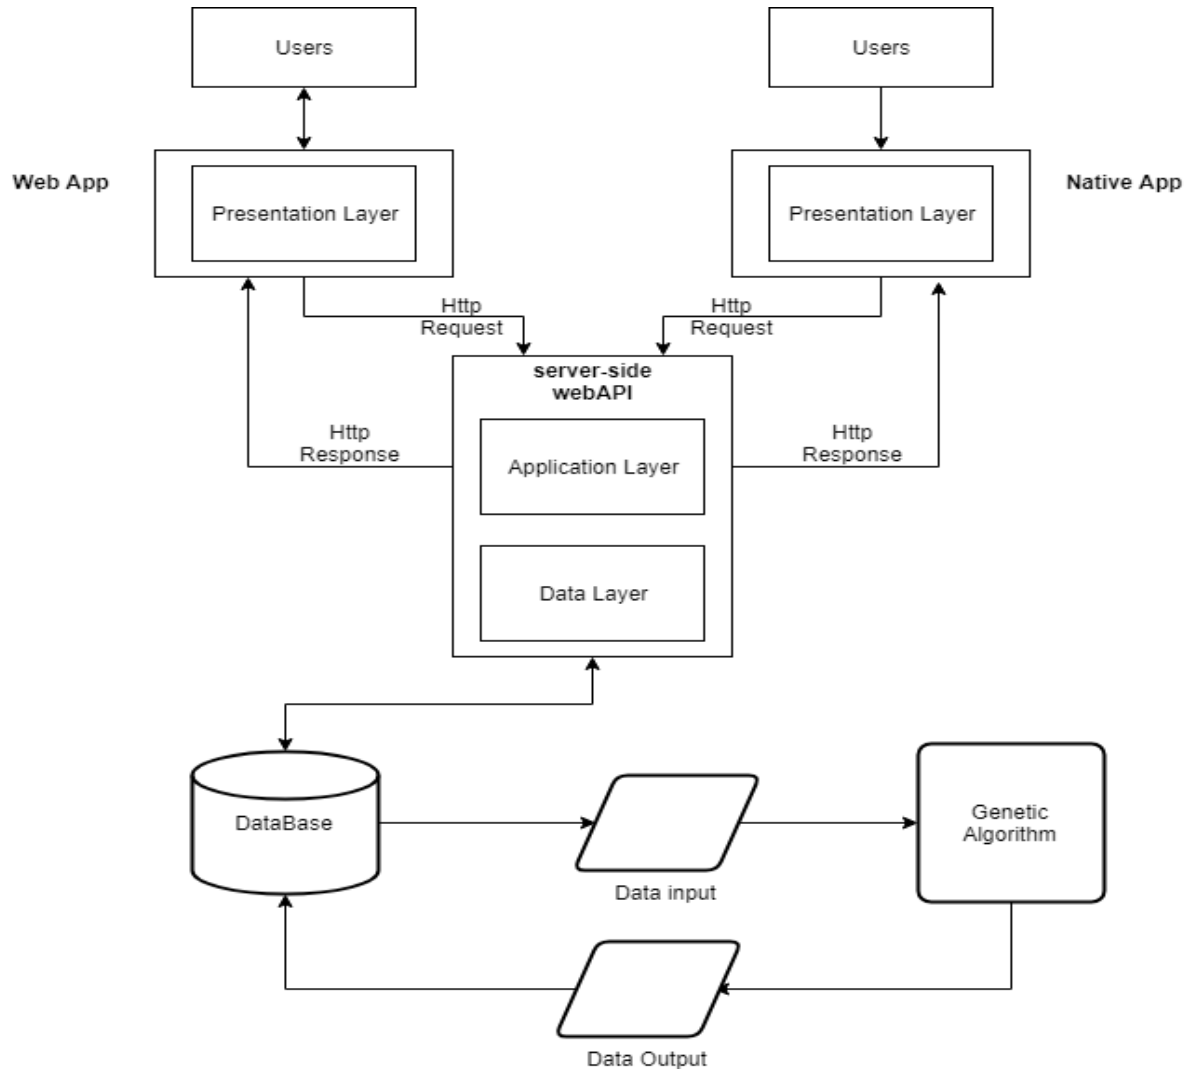 Users
Users
Web App
Presentation Layer
Presentation Layer
Native App
Http
Request
Http
Request
server-side
webAPI
Http
Response
Application Layer
Http
Response
Data Layer
DataBase
Genetic
Algorithm
Data input
Data Output